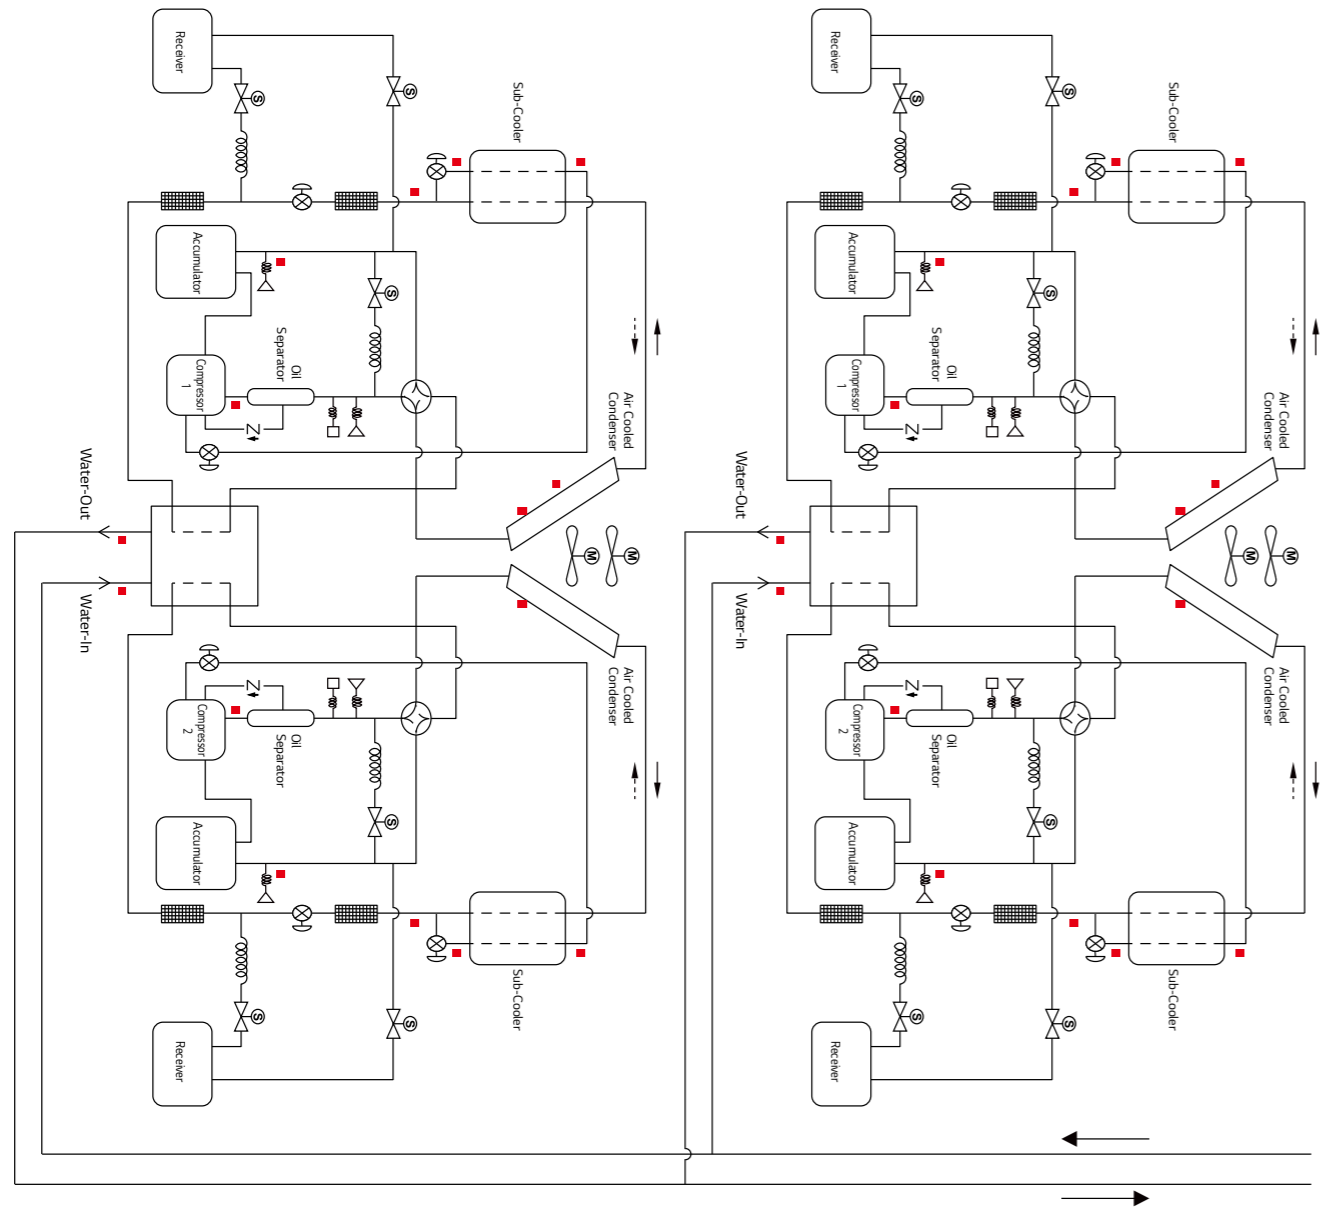 Receiver
S
S
Sub-Cooler
Accumulator
S
Oil
Separator
Compressor
1
Air Cooled
Condenser
Water-Out
M
M
Water-In
Air Cooled
Condenser
Compressor
2
Oil
Separator
S
Accumulator
Sub-Cooler
S
S
Receiver
Receiver
S
S
Sub-Cooler
Accumulator
S
Oil
Separator
Compressor
1
Air Cooled
Condenser
Water-Out
M
M
Water-In
Air Cooled
Condenser
Compressor
2
Oil
Separator
S
Accumulator
Sub-Cooler
S
S
Receiver